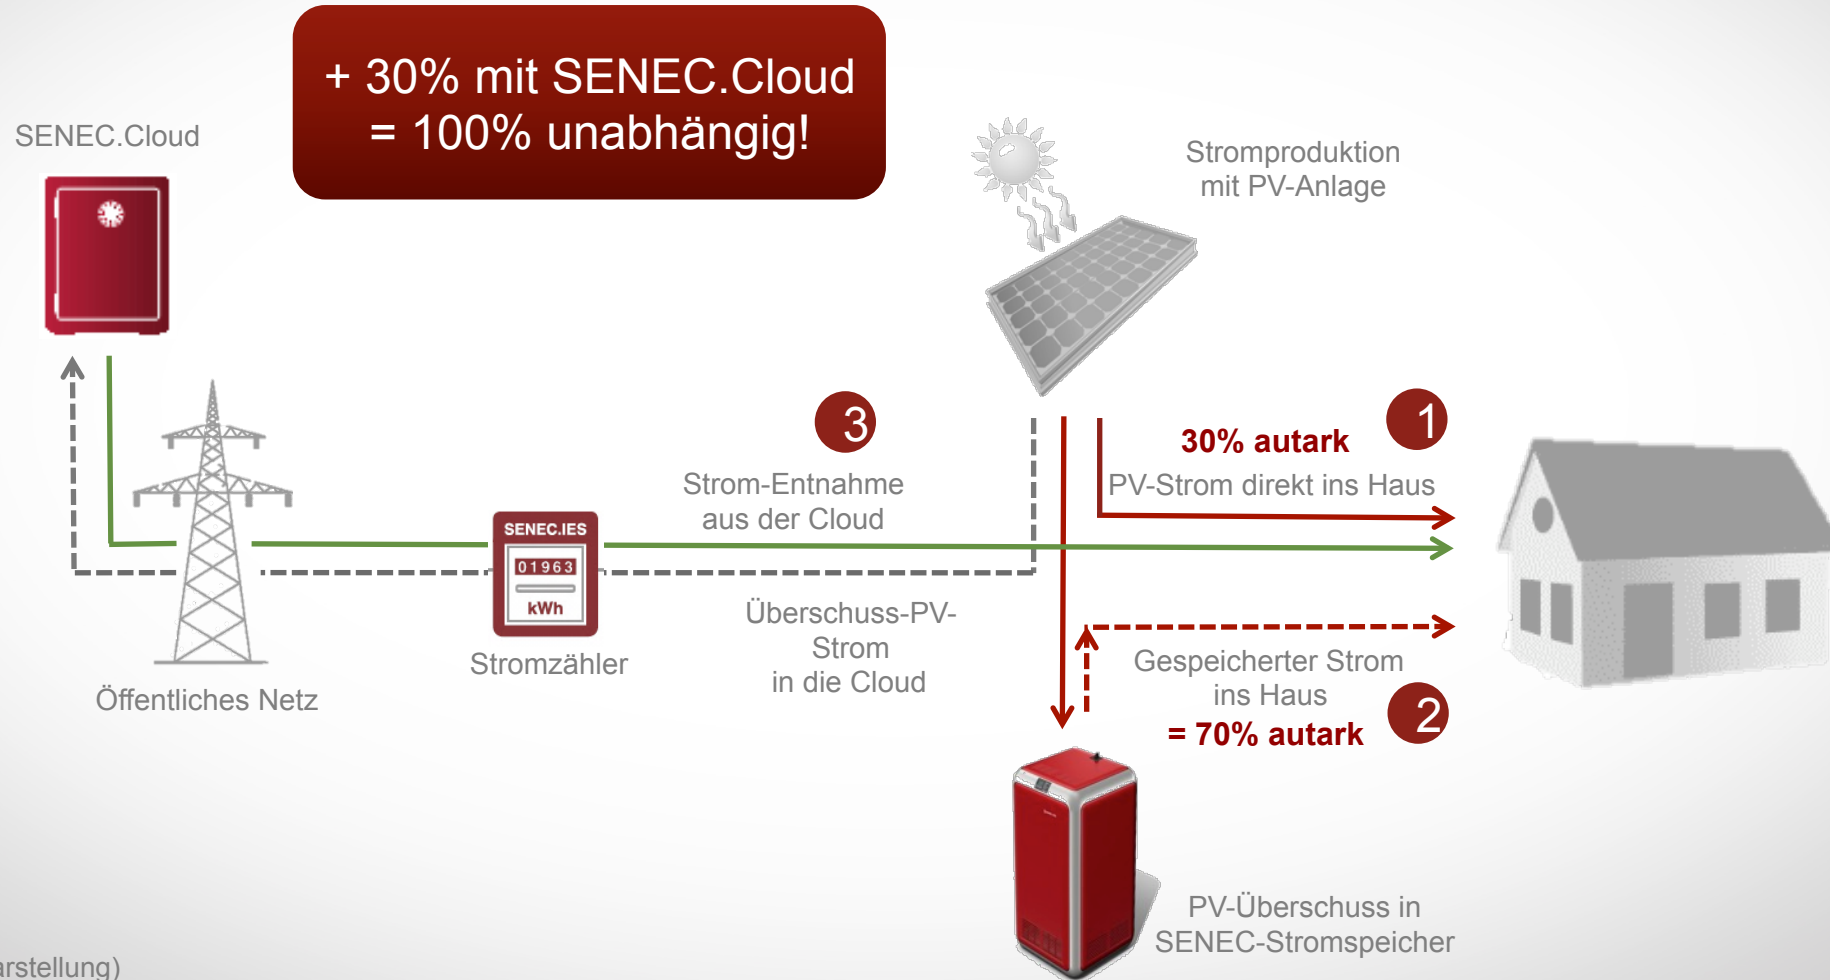 + 30% mit SENEC.Cloud
= 100% unabhängig!
SENEC.Cloud
Stromproduktion
mit PV-Anlage
3
Strom-Entnahme
aus der Cloud
30% autark
1
PV-Strom direkt ins Haus
SENEC.IES
01963
kWh
Stromzähler
Öffentliches Netz
Überschuss-PV-
Strom
in die Cloud
Gespeicherter Strom
ins Haus
= 70% autark
2
PV-Überschuss in
SENEC-Stromspeicher
arstellung)